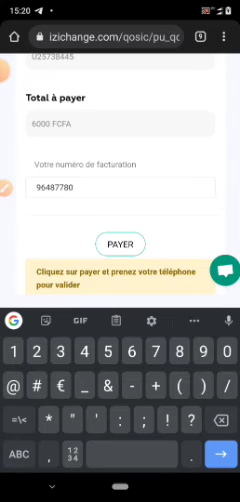 15:20
izichange.com/qosic/pu_qc
9
U25738445
Total à payer
6000 FCFA
Votre numéro de facturation
96487780
PAYER
Cliquez sur payer et prenez votre téléphone
pour valider
G GIF
1 2 3 4 5 6 7 8 9 0
@ # € _ & - + ( ) /
=\< * " ' : ; ! ?
ABC , 12 .
34